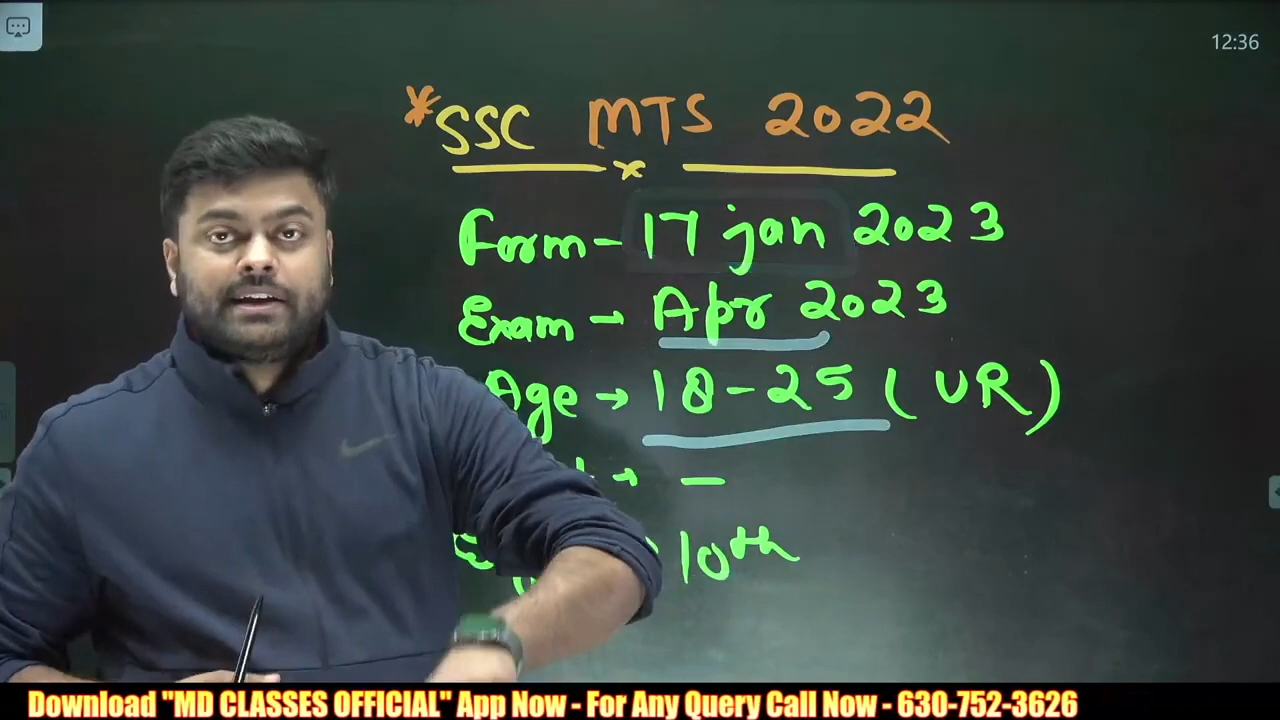 12:36
*SSC MTS 2022
Form - 17 jan 2023
Exam → Apr 2023
Age → 18-25 (UR)
→ —
10th
Download "MD CLASSES OFFICIAL" App Now - For Any Query Call Now - 630-752-3626